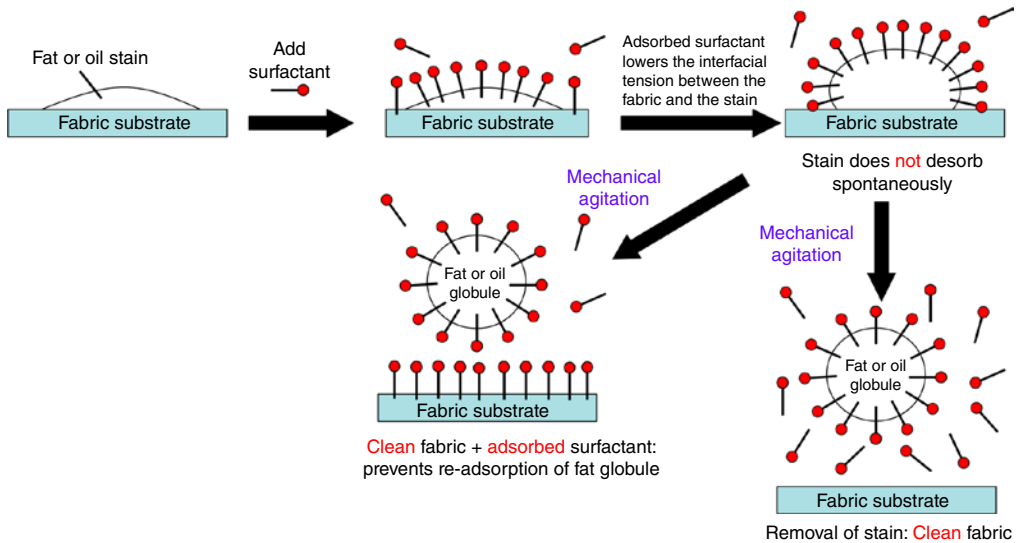 Fat or oil stain
Fabric substrate
Add
surfactant
Fabric substrate
Adsorbed surfactant
lowers the interfacial
tension between the
fabric and the stain
Fabric substrate
Stain does not desorb
spontaneously
Mechanical
agitation
Mechanical
agitation
Fat or oil
globule
Fabric substrate
Clean fabric + adsorbed surfactant:
prevents re-adsorption of fat globule
Fat or oil
globule
Fabric substrate
Removal of stain: Clean fabric